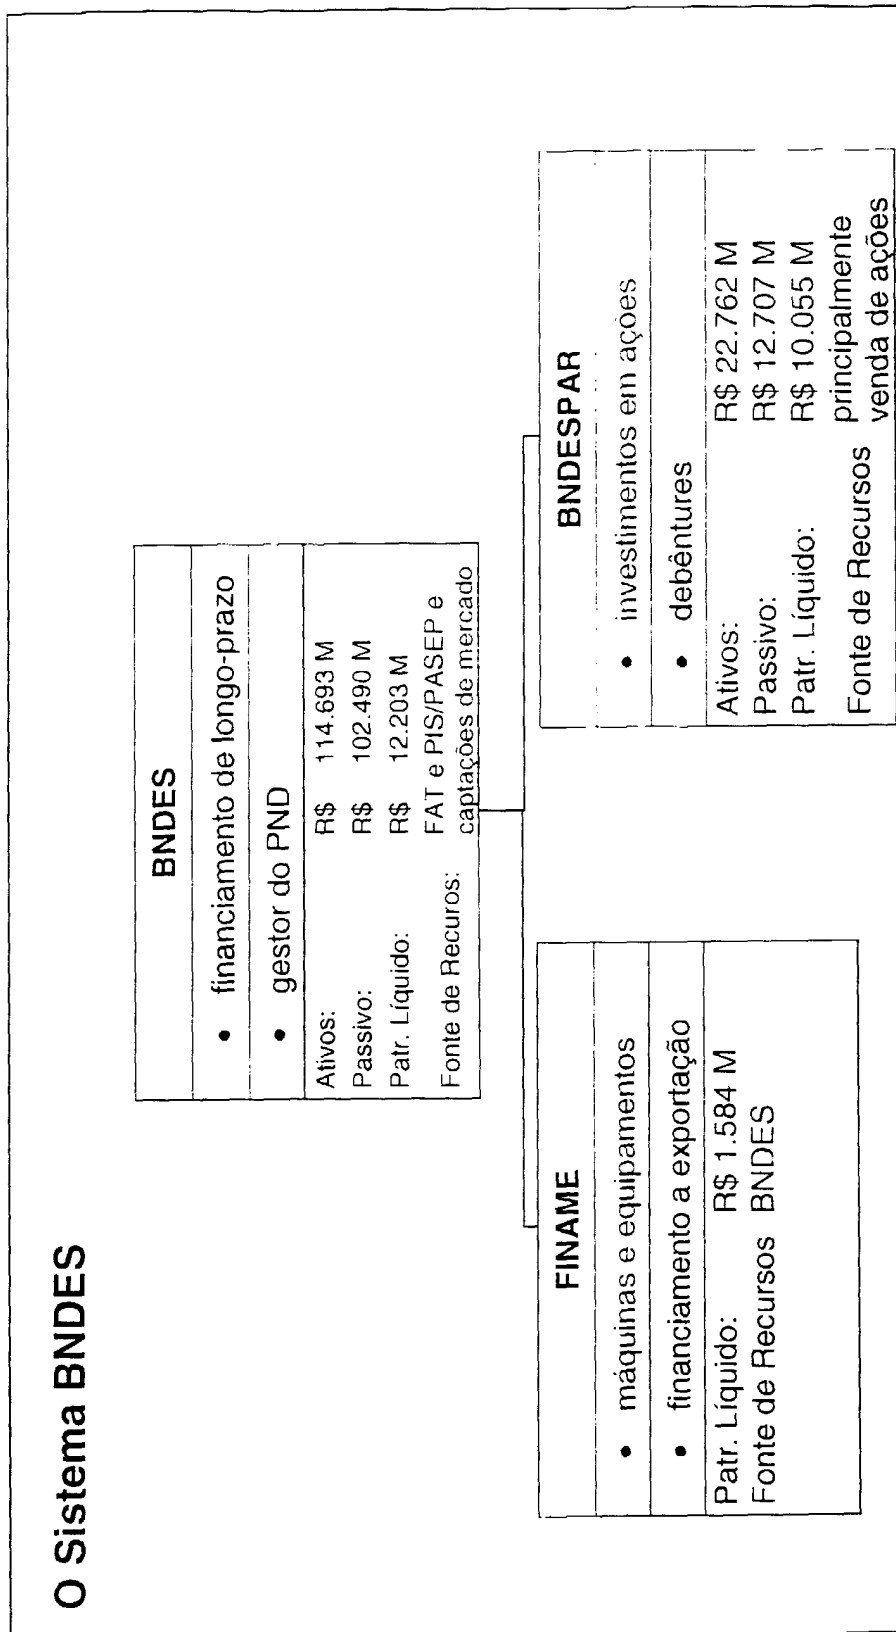 O Sistema BNDES
BNDES
• financiamento de longo-prazo
• gestor do PND
Ativos: R$ 114.693 M
Passivo: R$ 102.490 M
Patr. Líquido: R$ 12.203 M
Fonte de Recuros: FAT e PIS/PASEP e
captações de mercado
FINAME
• máquinas e equipamentos
• financiamento a exportação
Patr. Líquido: R$ 1.584 M
Fonte de Recursos BNDES
BNDESPAR
• investimentos em ações
• debêntures
Ativos: R$ 22.762 M
Passivo: R$ 12.707 M
Patr. Líquido: R$ 10.055 M
Fonte de Recursos principalmente
venda de ações